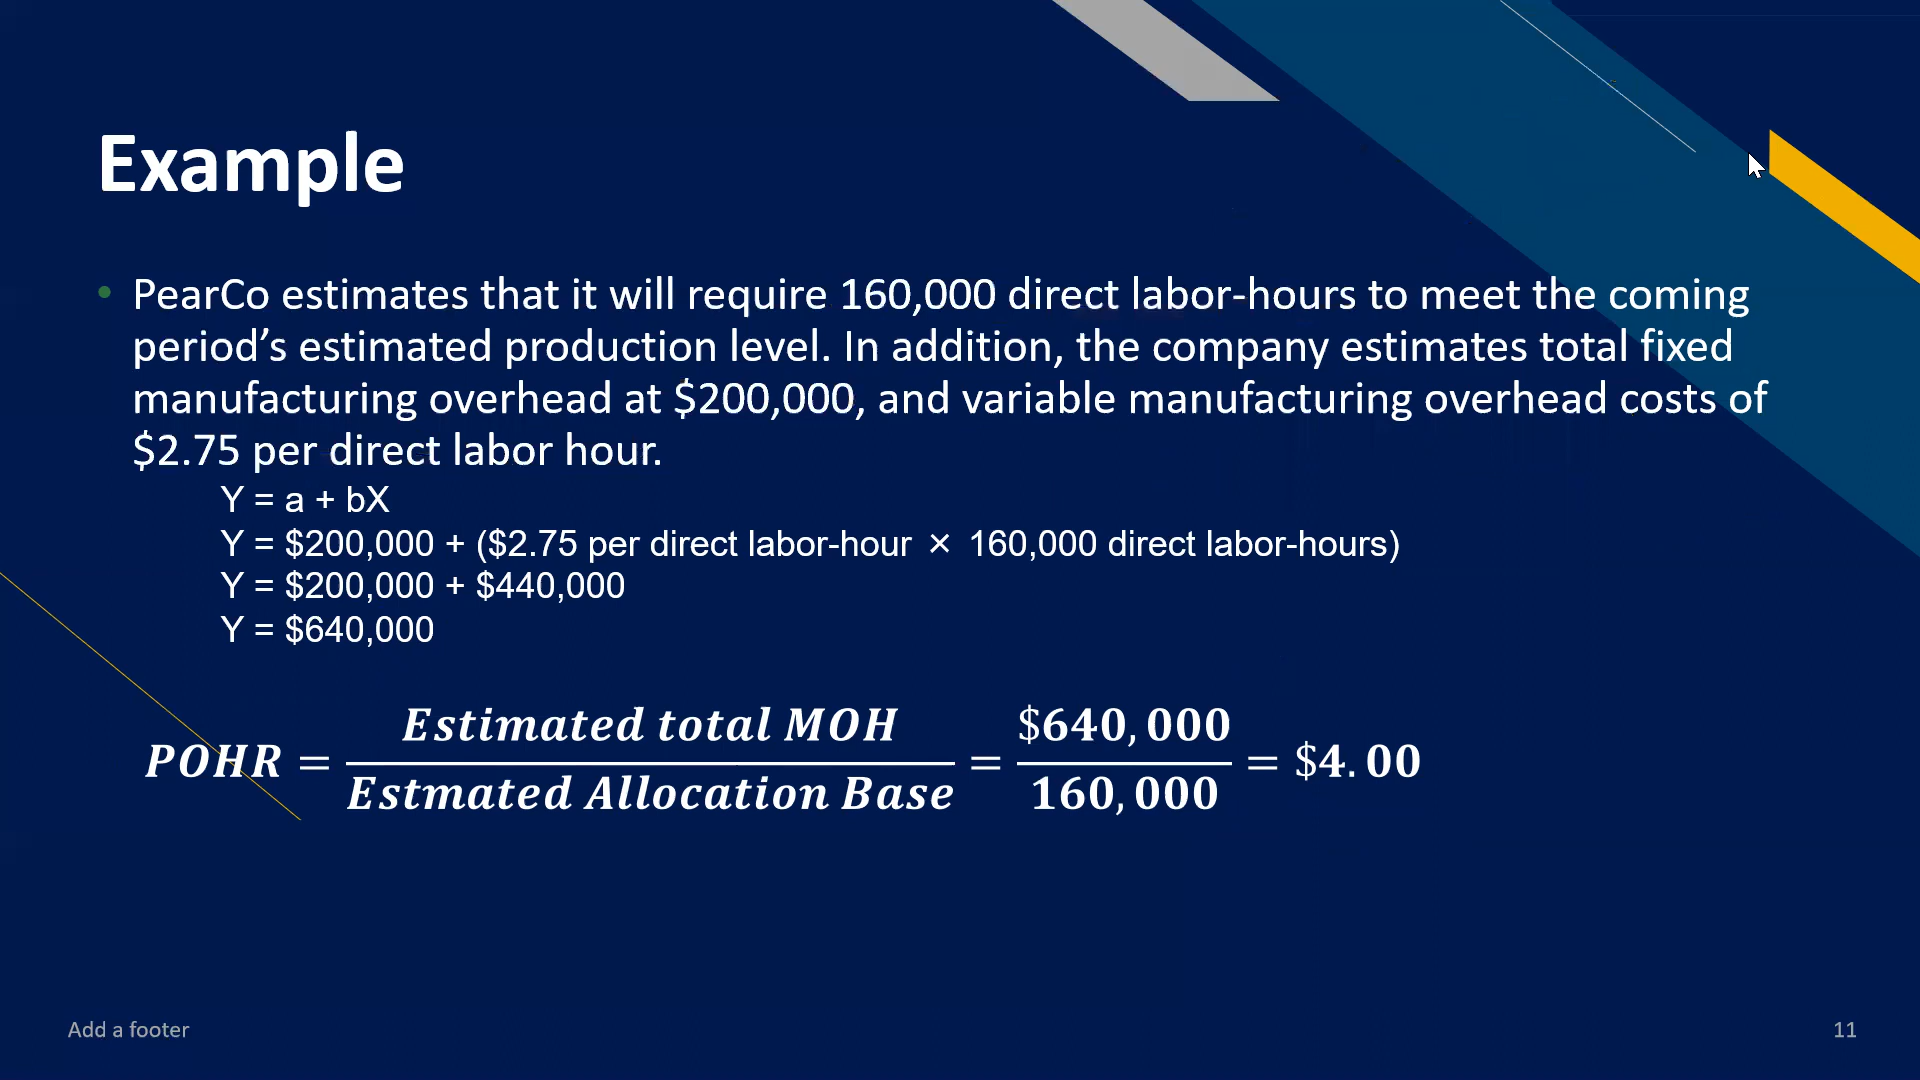 Example
• PearCo estimates that it will require 160,000 direct labor-hours to meet the coming
period’s estimated production level. In addition, the company estimates total fixed
manufacturing overhead at $200,000, and variable manufacturing overhead costs of
$2.75 per direct labor hour.
Y = a + bX
Y = $200,000 + ($2.75 per direct labor-hour × 160,000 direct labor-hours)
Y = $200,000 + $440,000
Y = $640,000
POHR = Estimated total MOH / Estmated Allocation Base = $640,000 / 160,000 = $4.00
Add a footer
11